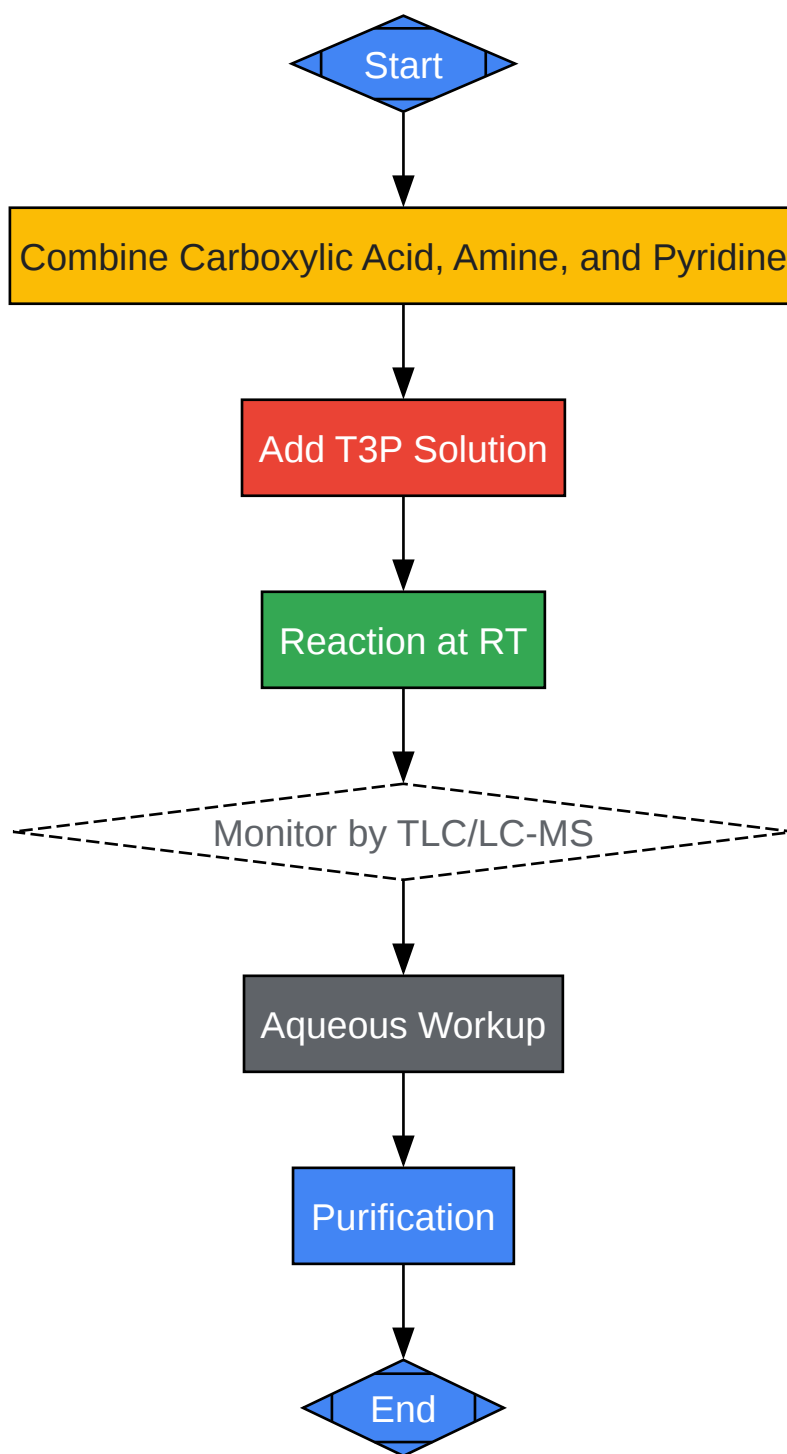 Start
Combine Carboxylic Acid, Amine, and Pyridine
Add T3P Solution
Reaction at RT
Monitor by TLC/LC-MS
Aqueous Workup
Purification
End